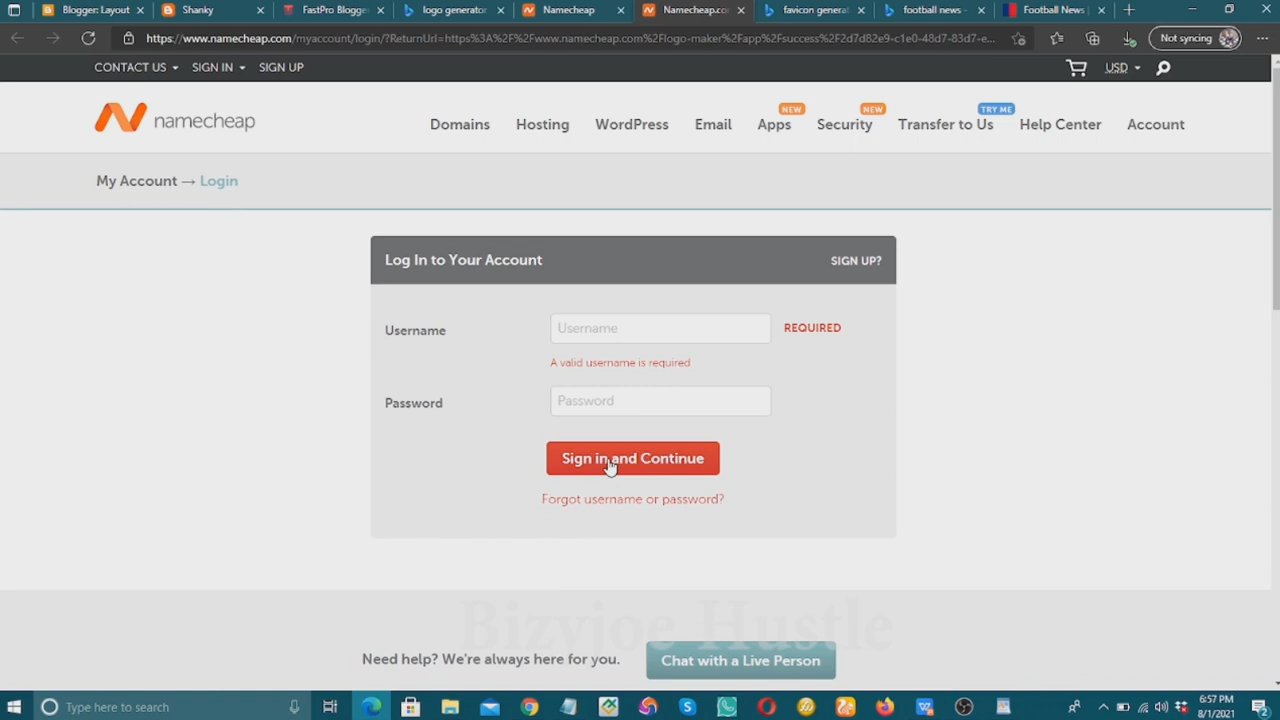 Blogger: Layout
Shanky
FastPro Blogge
logo generator
Namecheap
Namecheap.co
favicon genera
football news -
Football News |
https://www.namecheap.com/myaccount/login/?ReturnUrl=https%3A%2F%2Fwww.namecheap.com%2Flogo-maker%2Fapp%2Fsuccess%2F2d7d82e9-c1e0-48d7-83d7-e...
Not syncing
CONTACT US
SIGN IN
SIGN UP
USD
namecheap
NEW
NEW
TRY ME
Domains
Hosting
WordPress
Email
Apps
Security
Transfer to Us
Help Center
Account
My Account → Login
Log In to Your Account
SIGN UP?
Username
Username
REQUIRED
A valid username is required
Password
Password
Sign in and Continue
Forgot username or password?
Bizyjoe Hustle
Need help? We're always here for you.
Chat with a Live Person
Type here to search
6:57 PM
8/1/2021
2